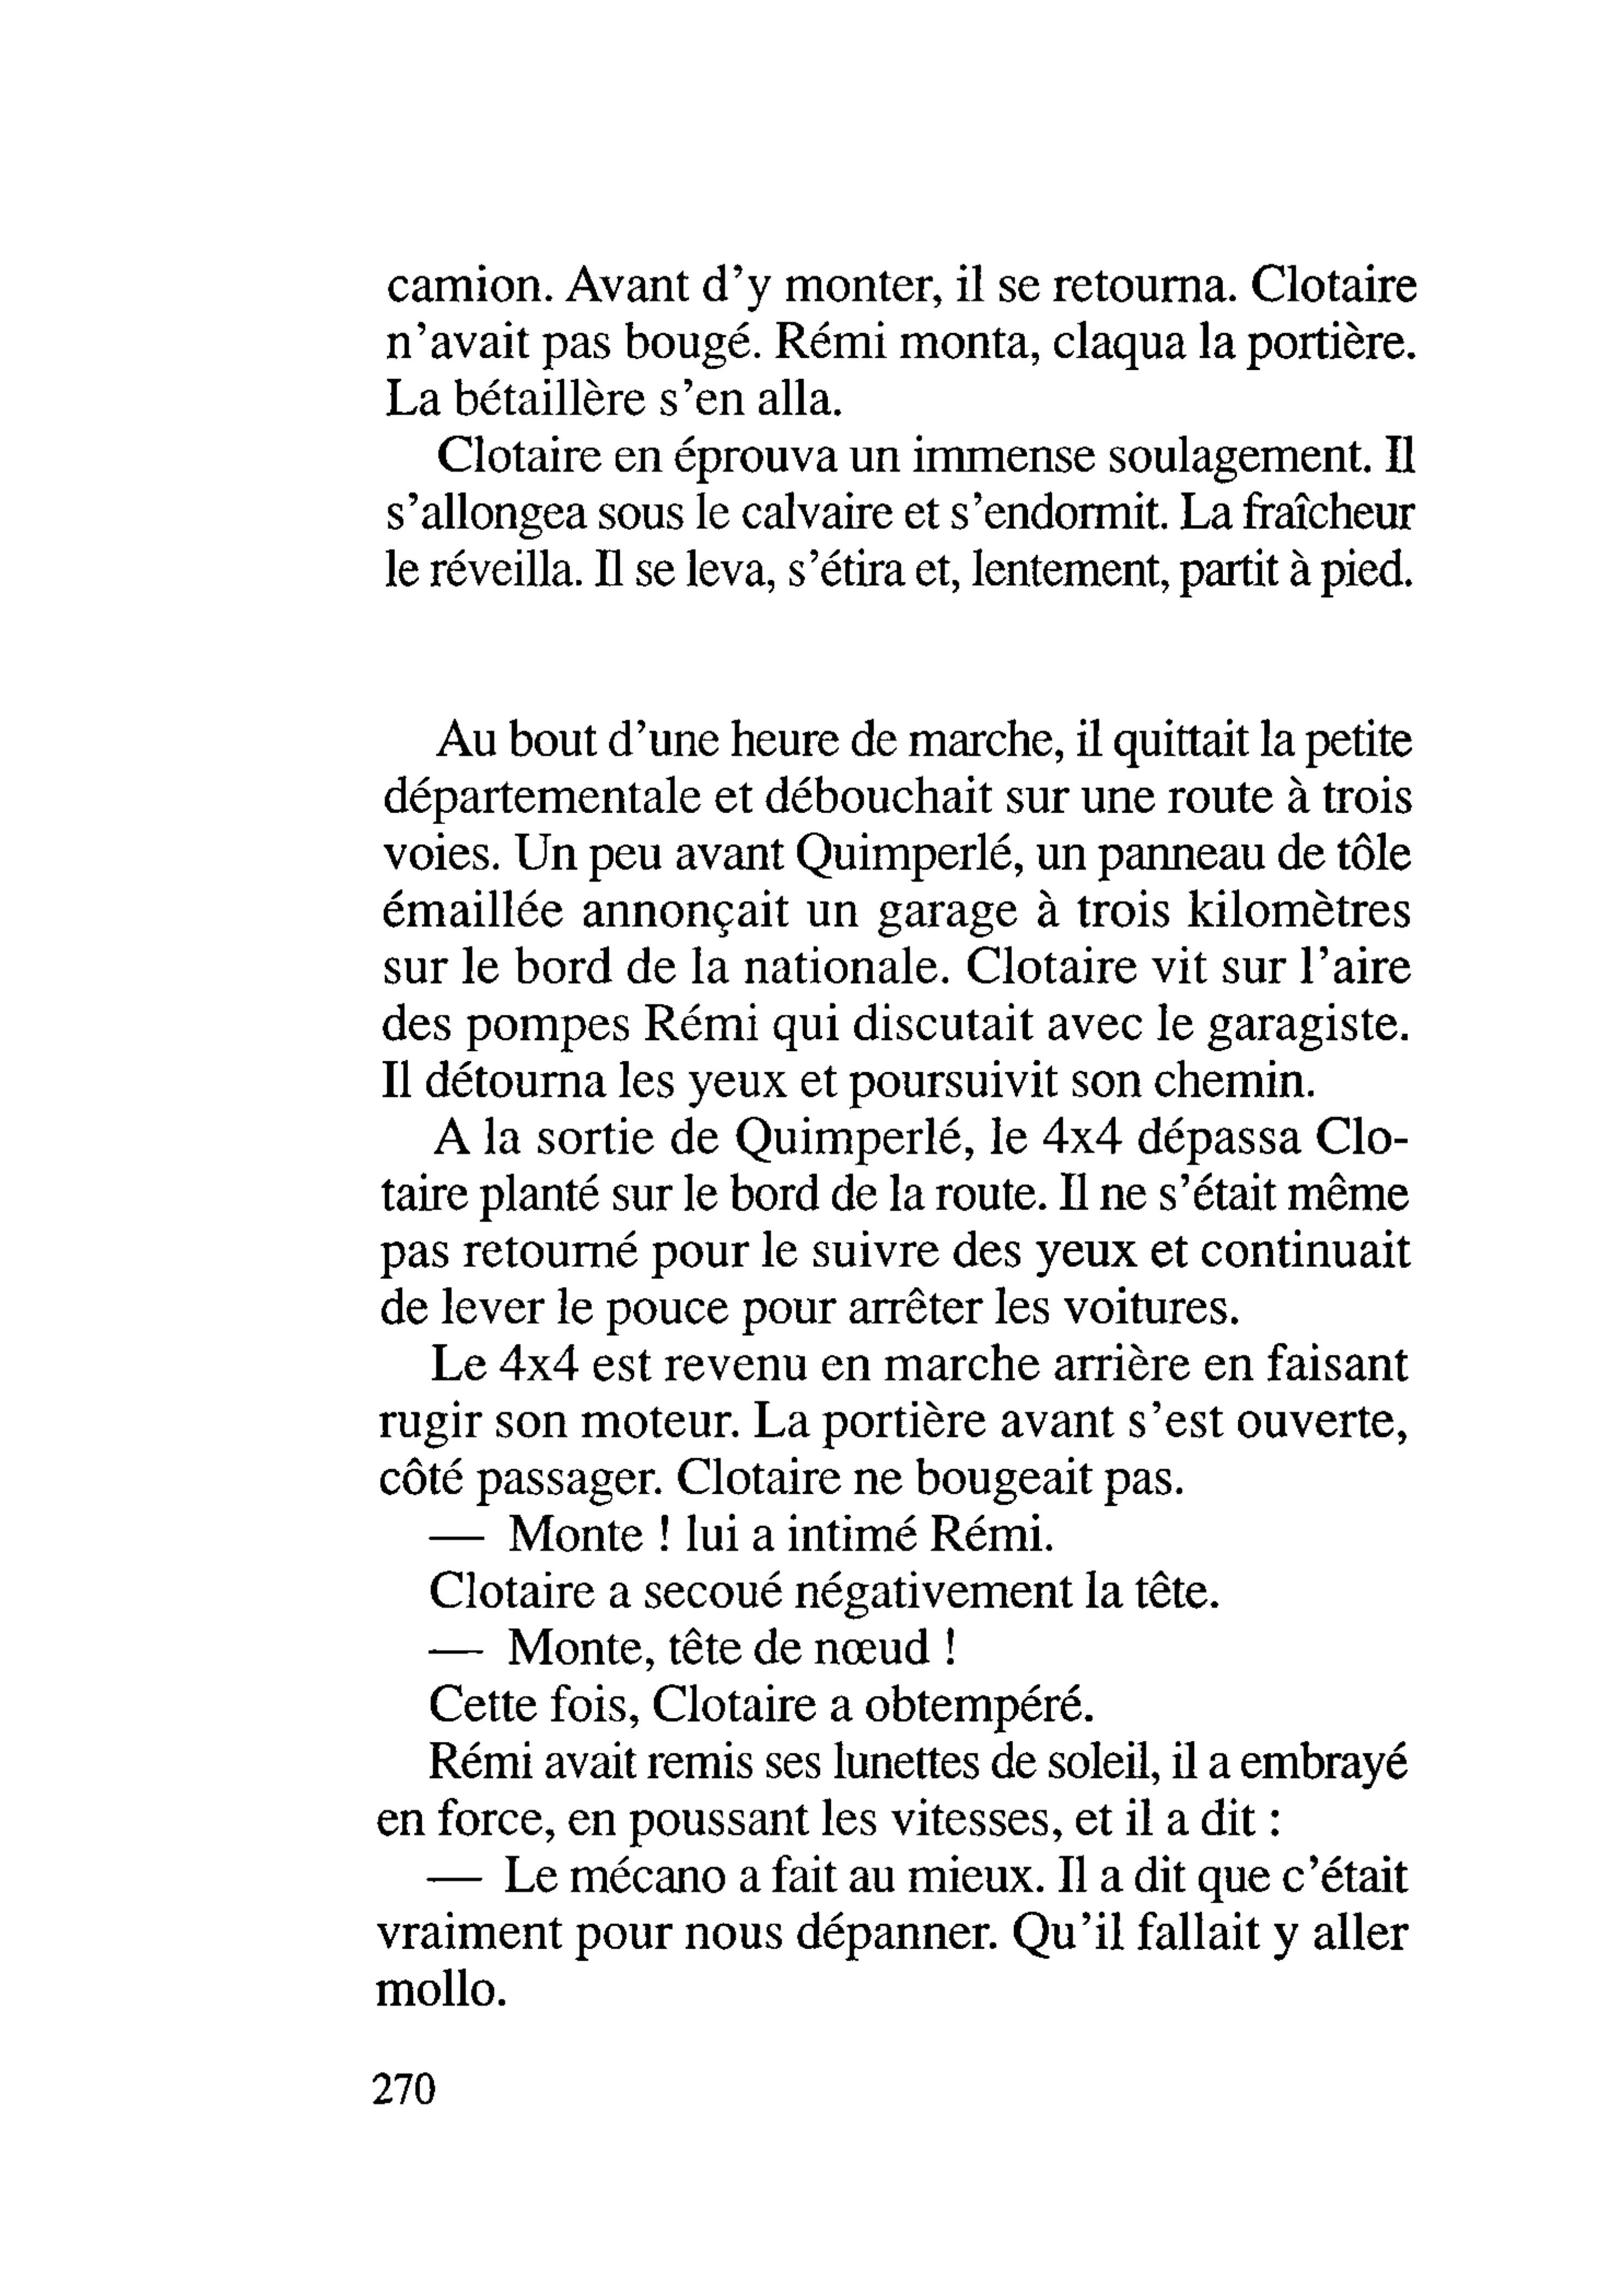 camion. Avant d'y monter, il se retourna. Clotaire
n'avait pas bougé. Rémi monta, claqua la portière.
La bétaillère s'en alla.
Clotaire en éprouva un immense soulagement. Il
s'allongea sous le calvaire et s'endormit. La fraîcheur
le réveilla. Il se leva, s'étira et, lentement, partit à pied.
Au bout d'une heure de marche, il quittait la petite
départementale et débouchait sur une route à trois
voies. Un peu avant Quimperlé, un panneau de tôle
émaillée annonçait un garage à trois kilomètres
sur le bord de la nationale. Clotaire vit sur l'aire
des pompes Rémi qui discutait avec le garagiste.
Il détourna les yeux et poursuivit son chemin.
A la sortie de Quimperlé, le 4x4 dépassa Clo-
taire planté sur le bord de la route. Il ne s'était même
pas retourné pour le suivre des yeux et continuait
de lever le pouce pour arrêter les voitures.
Le 4x4 est revenu en marche arrière en faisant
rugir son moteur. La portière avant s'est ouverte,
côté passager. Clotaire ne bougeait pas.
— Monte ! lui a intimé Rémi.
Clotaire a secoué négativement la tête.
— Monte, tête de nœud !
Cette fois, Clotaire a obtempéré.
Rémi avait remis ses lunettes de soleil, il a embrayé
en force, en poussant les vitesses, et il a dit :
— Le mécano a fait au mieux. Il a dit que c'était
vraiment pour nous dépanner. Qu'il fallait y aller
mollo.
270